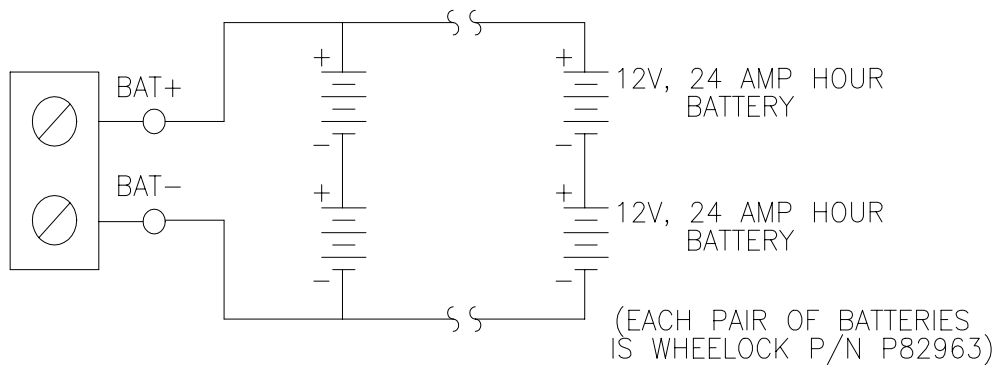 BAT+
BAT-
+
-
+
-
+
-
+
-
12V, 24 AMP HOUR
BATTERY
12V, 24 AMP HOUR
BATTERY
(EACH PAIR OF BATTERIES
IS WHEELOCK P/N P82963)